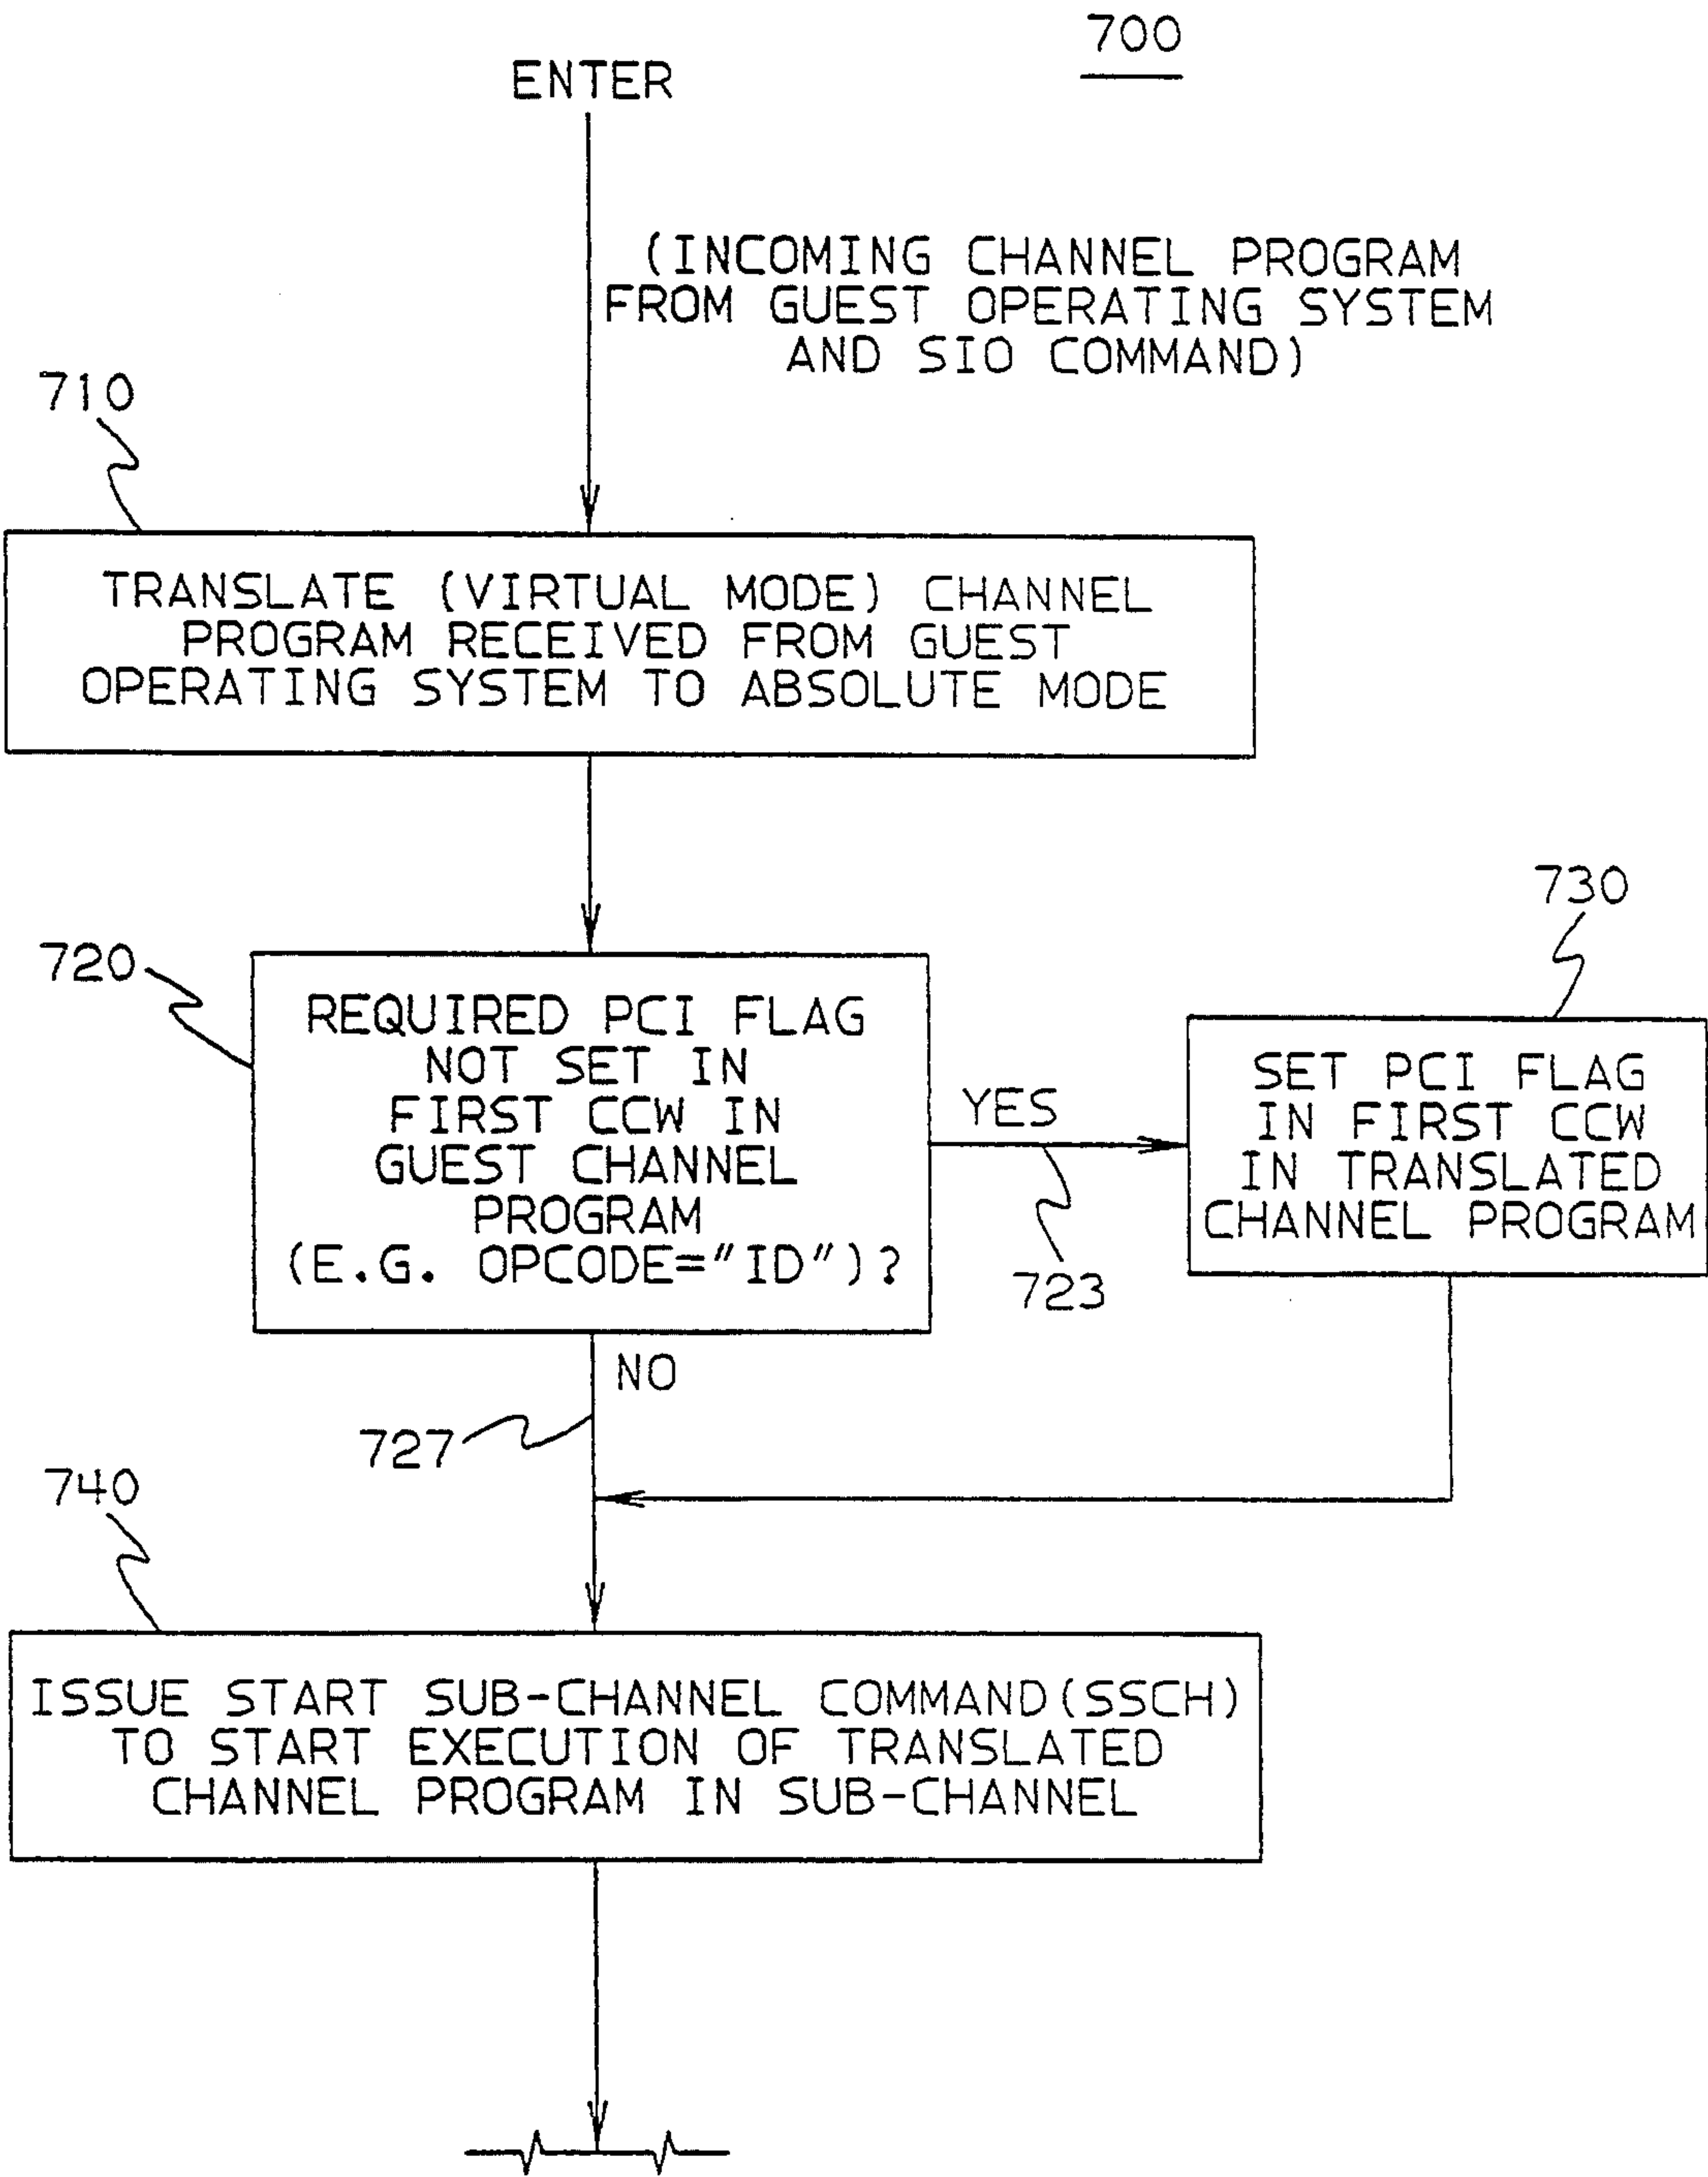 700
ENTER
(INCOMING CHANNEL PROGRAM
FROM GUEST OPERATING SYSTEM
AND SIO COMMAND)
710
TRANSLATE (VIRTUAL MODE) CHANNEL
PROGRAM RECEIVED FROM GUEST
OPERATING SYSTEM TO ABSOLUTE MODE
720
REQUIRED PCI FLAG
NOT SET IN
FIRST CCW IN
GUEST CHANNEL
PROGRAM
(E.G. OPCODE="ID")?
YES
723
730
SET PCI FLAG
IN FIRST CCW
IN TRANSLATED
CHANNEL PROGRAM
NO
727
740
ISSUE START SUB-CHANNEL COMMAND(SSCH)
TO START EXECUTION OF TRANSLATED
CHANNEL PROGRAM IN SUB-CHANNEL